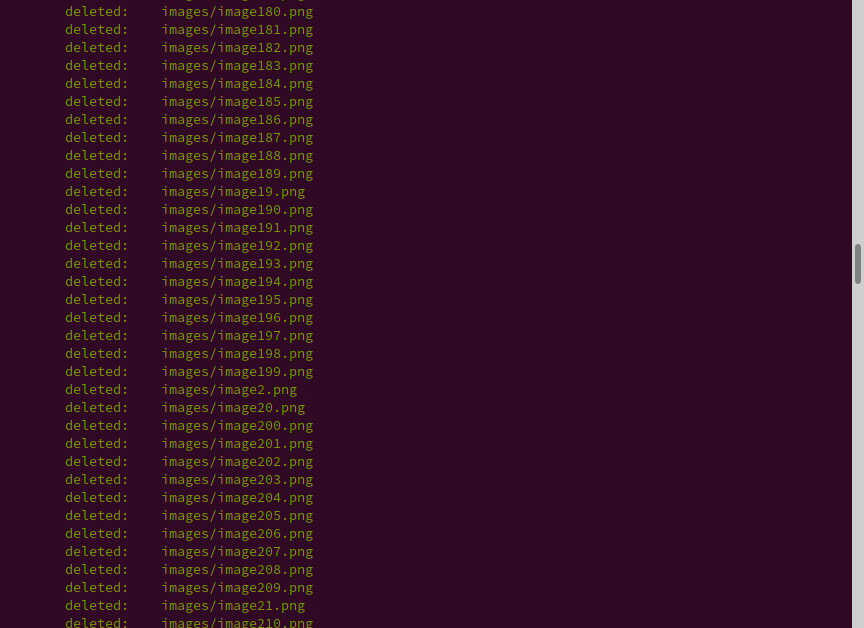 deleted:    images/image180.png
deleted:    images/image181.png
deleted:    images/image182.png
deleted:    images/image183.png
deleted:    images/image184.png
deleted:    images/image185.png
deleted:    images/image186.png
deleted:    images/image187.png
deleted:    images/image188.png
deleted:    images/image189.png
deleted:    images/image19.png
deleted:    images/image190.png
deleted:    images/image191.png
deleted:    images/image192.png
deleted:    images/image193.png
deleted:    images/image194.png
deleted:    images/image195.png
deleted:    images/image196.png
deleted:    images/image197.png
deleted:    images/image198.png
deleted:    images/image199.png
deleted:    images/image2.png
deleted:    images/image20.png
deleted:    images/image200.png
deleted:    images/image201.png
deleted:    images/image202.png
deleted:    images/image203.png
deleted:    images/image204.png
deleted:    images/image205.png
deleted:    images/image206.png
deleted:    images/image207.png
deleted:    images/image208.png
deleted:    images/image209.png
deleted:    images/image21.png
deleted:    images/image210.png